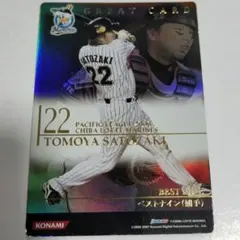 GREAT CARD
SATOZAKI
22
22
PACIFIC LEAGUE
CHIBA LOTTE MARINES
TOMOYA SATOZAKI
BEST NINE
ベストナイン(捕手)
KONAMI